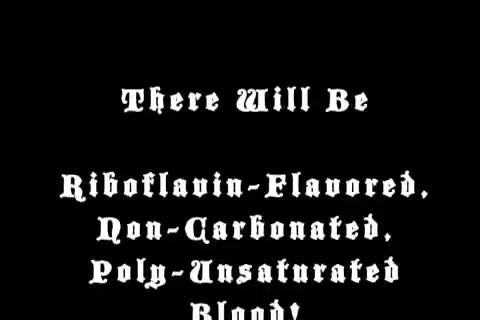 There Will Be
Riboflavin-Flavored,
Non-Carbonated,
Poly-Unsaturated
Blood!